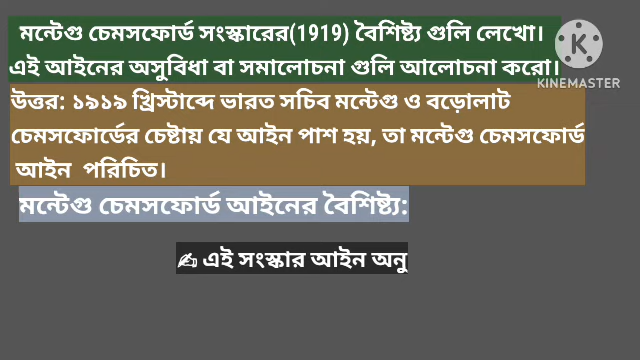 মন্টেগু চেমসফোর্ড সংস্কারের(1919) বৈশিষ্ট্য গুলি লেখো।
এই আইনের অসুবিধা বা সমালোচনা গুলি আলোচনা করো।
KINEMASTER
উত্তর: ১৯১৯ খ্রিস্টাব্দে ভারত সচিব মন্টেগু ও বড়োলাট
চেমসফোর্ডের চেষ্টায় যে আইন পাশ হয়, তা মন্টেগু চেমসফোর্ড
আইন পরিচিত।
মন্টেগু চেমসফোর্ড আইনের বৈশিষ্ট্য:
✍ এই সংস্কার আইন অনু